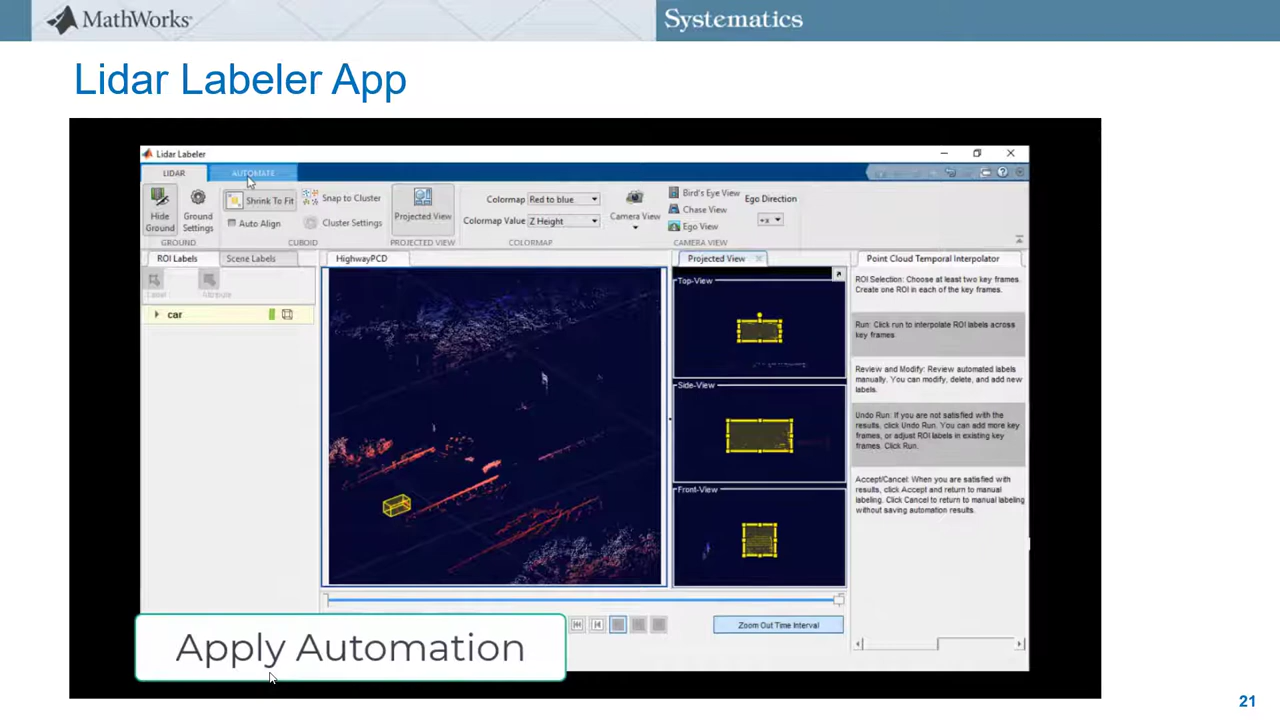 MathWorks
Systematics
Lidar Labeler App
Lidar Labeler
LIDAR
AUTOMATE
Hide Ground
Ground Settings
GROUND
Shrink To Fit
Auto Align
Snap to Cluster
Cluster Settings
CUBOID
Projected View
PROJECTED VIEW
Colormap Red to blue
Colormap Value Z Height
COLORMAP
Camera View
Bird's Eye View
Chase View
Ego View
CAMERA VIEW
Ego Direction
+x
ROI Labels
Scene Labels
Label
Attribute
car
HighwayPCD
Projected View
Top-View
Side-View
Front-View
Point Cloud Temporal Interpolator
ROI Selection: Choose at least two key frames.
Create one ROI in each of the key frames.
Run: Click run to interpolate ROI labels across
key frames.
Review and Modify: Review automated labels
manually. You can modify, delete, and add new
labels.
Undo Run: If you are not satisfied with the
results, click Undo Run. You can add more key
frames, or adjust ROI labels in existing key
frames. Click Run.
Accept/Cancel: When you are satisfied with
results, click Accept and return to manual
labeling. Click Cancel to return to manual labeling
without saving automation results.
Zoom Out Time Interval
Apply Automation
21